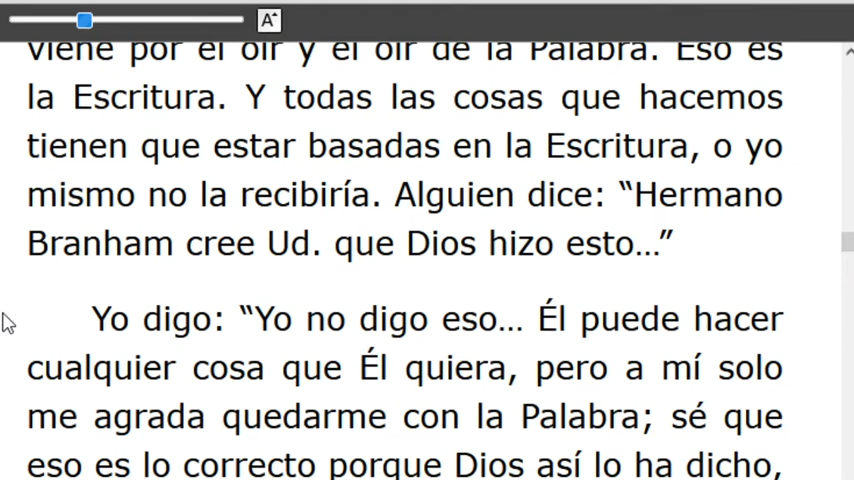 A
viene por el oír y el oír de la Palabra. Eso es
la Escritura. Y todas las cosas que hacemos
tienen que estar basadas en la Escritura, o yo
mismo no la recibiría. Alguien dice: “Hermano
Branham cree Ud. que Dios hizo esto…”
Yo digo: “Yo no digo eso… Él puede hacer
cualquier cosa que Él quiera, pero a mí solo
me agrada quedarme con la Palabra; sé que
eso es lo correcto porque Dios así lo ha dicho,